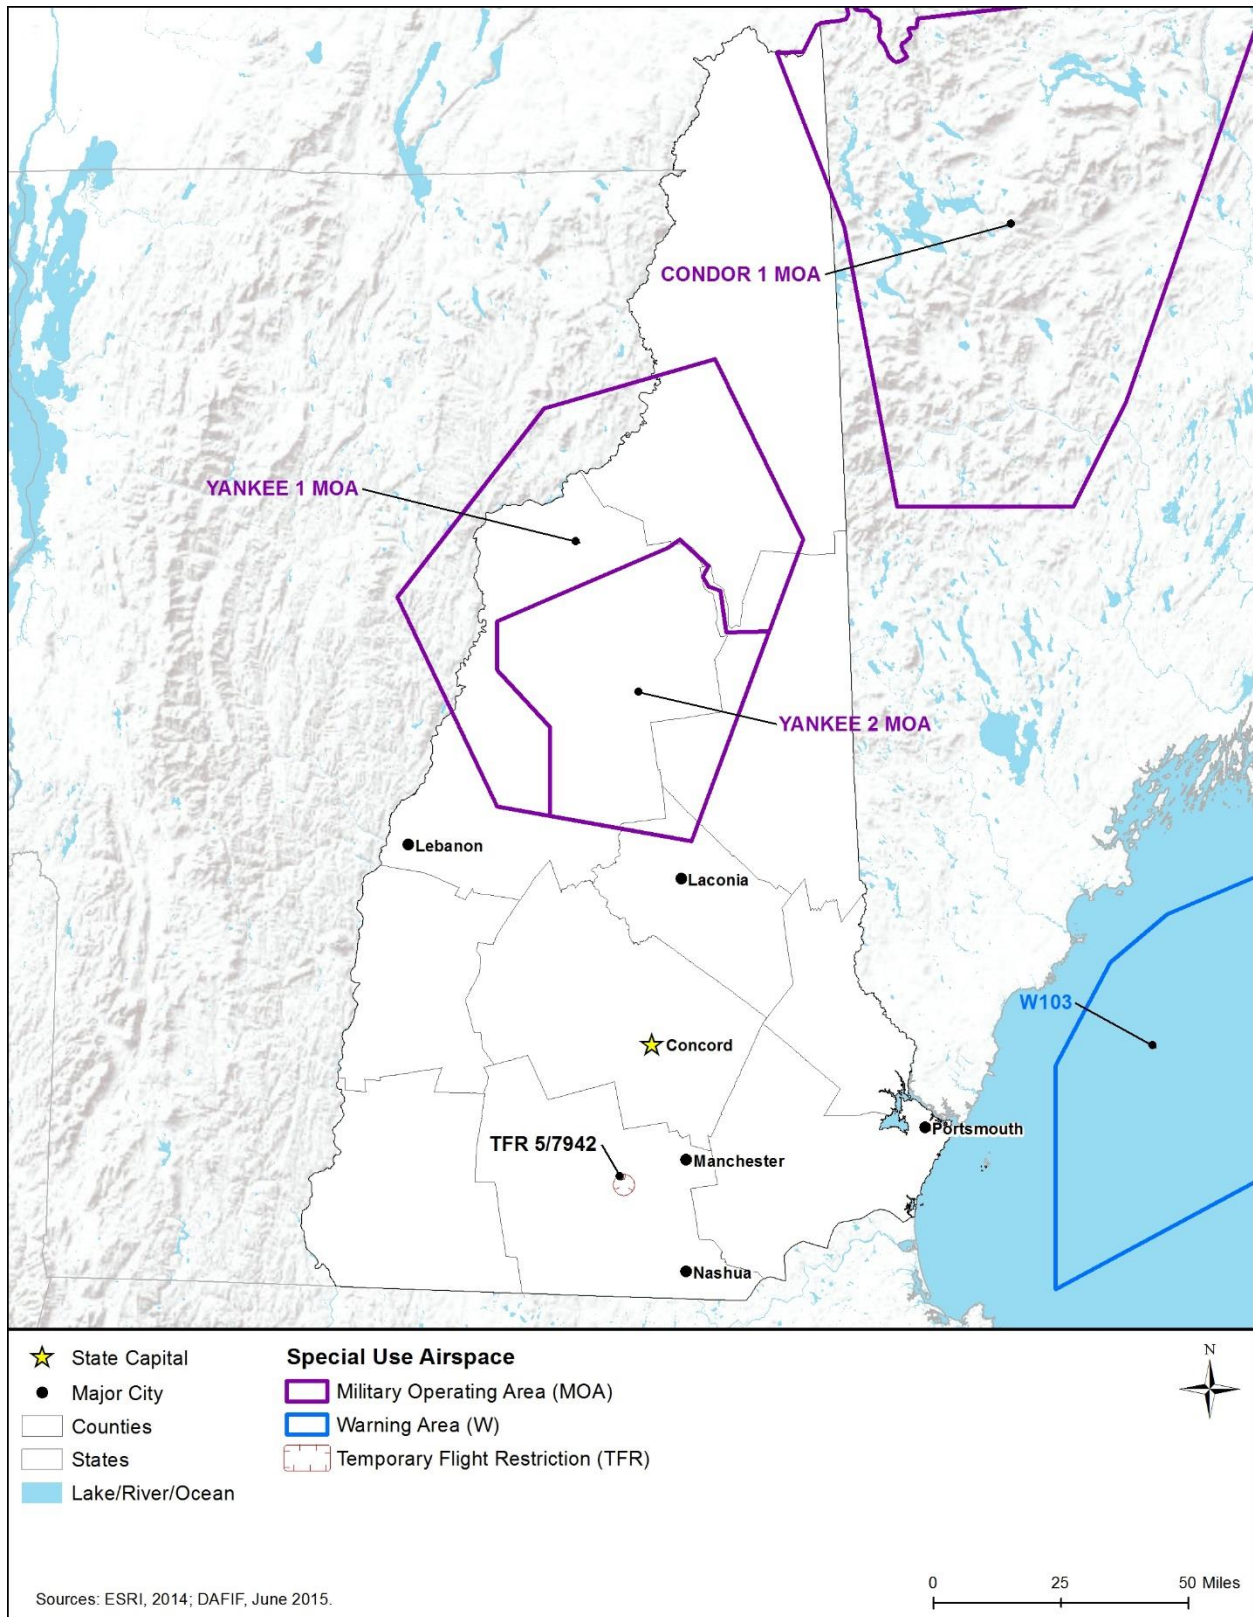 CONDOR 1 MOA
YANKEE 1 MOA
YANKEE 2 MOA
Lebanon
Laconia
W103
Concord
Portsmouth
TFR 5/7942
Manchester
Nashua
State Capital
Major City
Counties
States
Lake/River/Ocean
Special Use Airspace
Military Operating Area (MOA)
Warning Area (W)
Temporary Flight Restriction (TFR)
N
Sources: ESRI, 2014; DAFIF, June 2015.
0 25 50 Miles